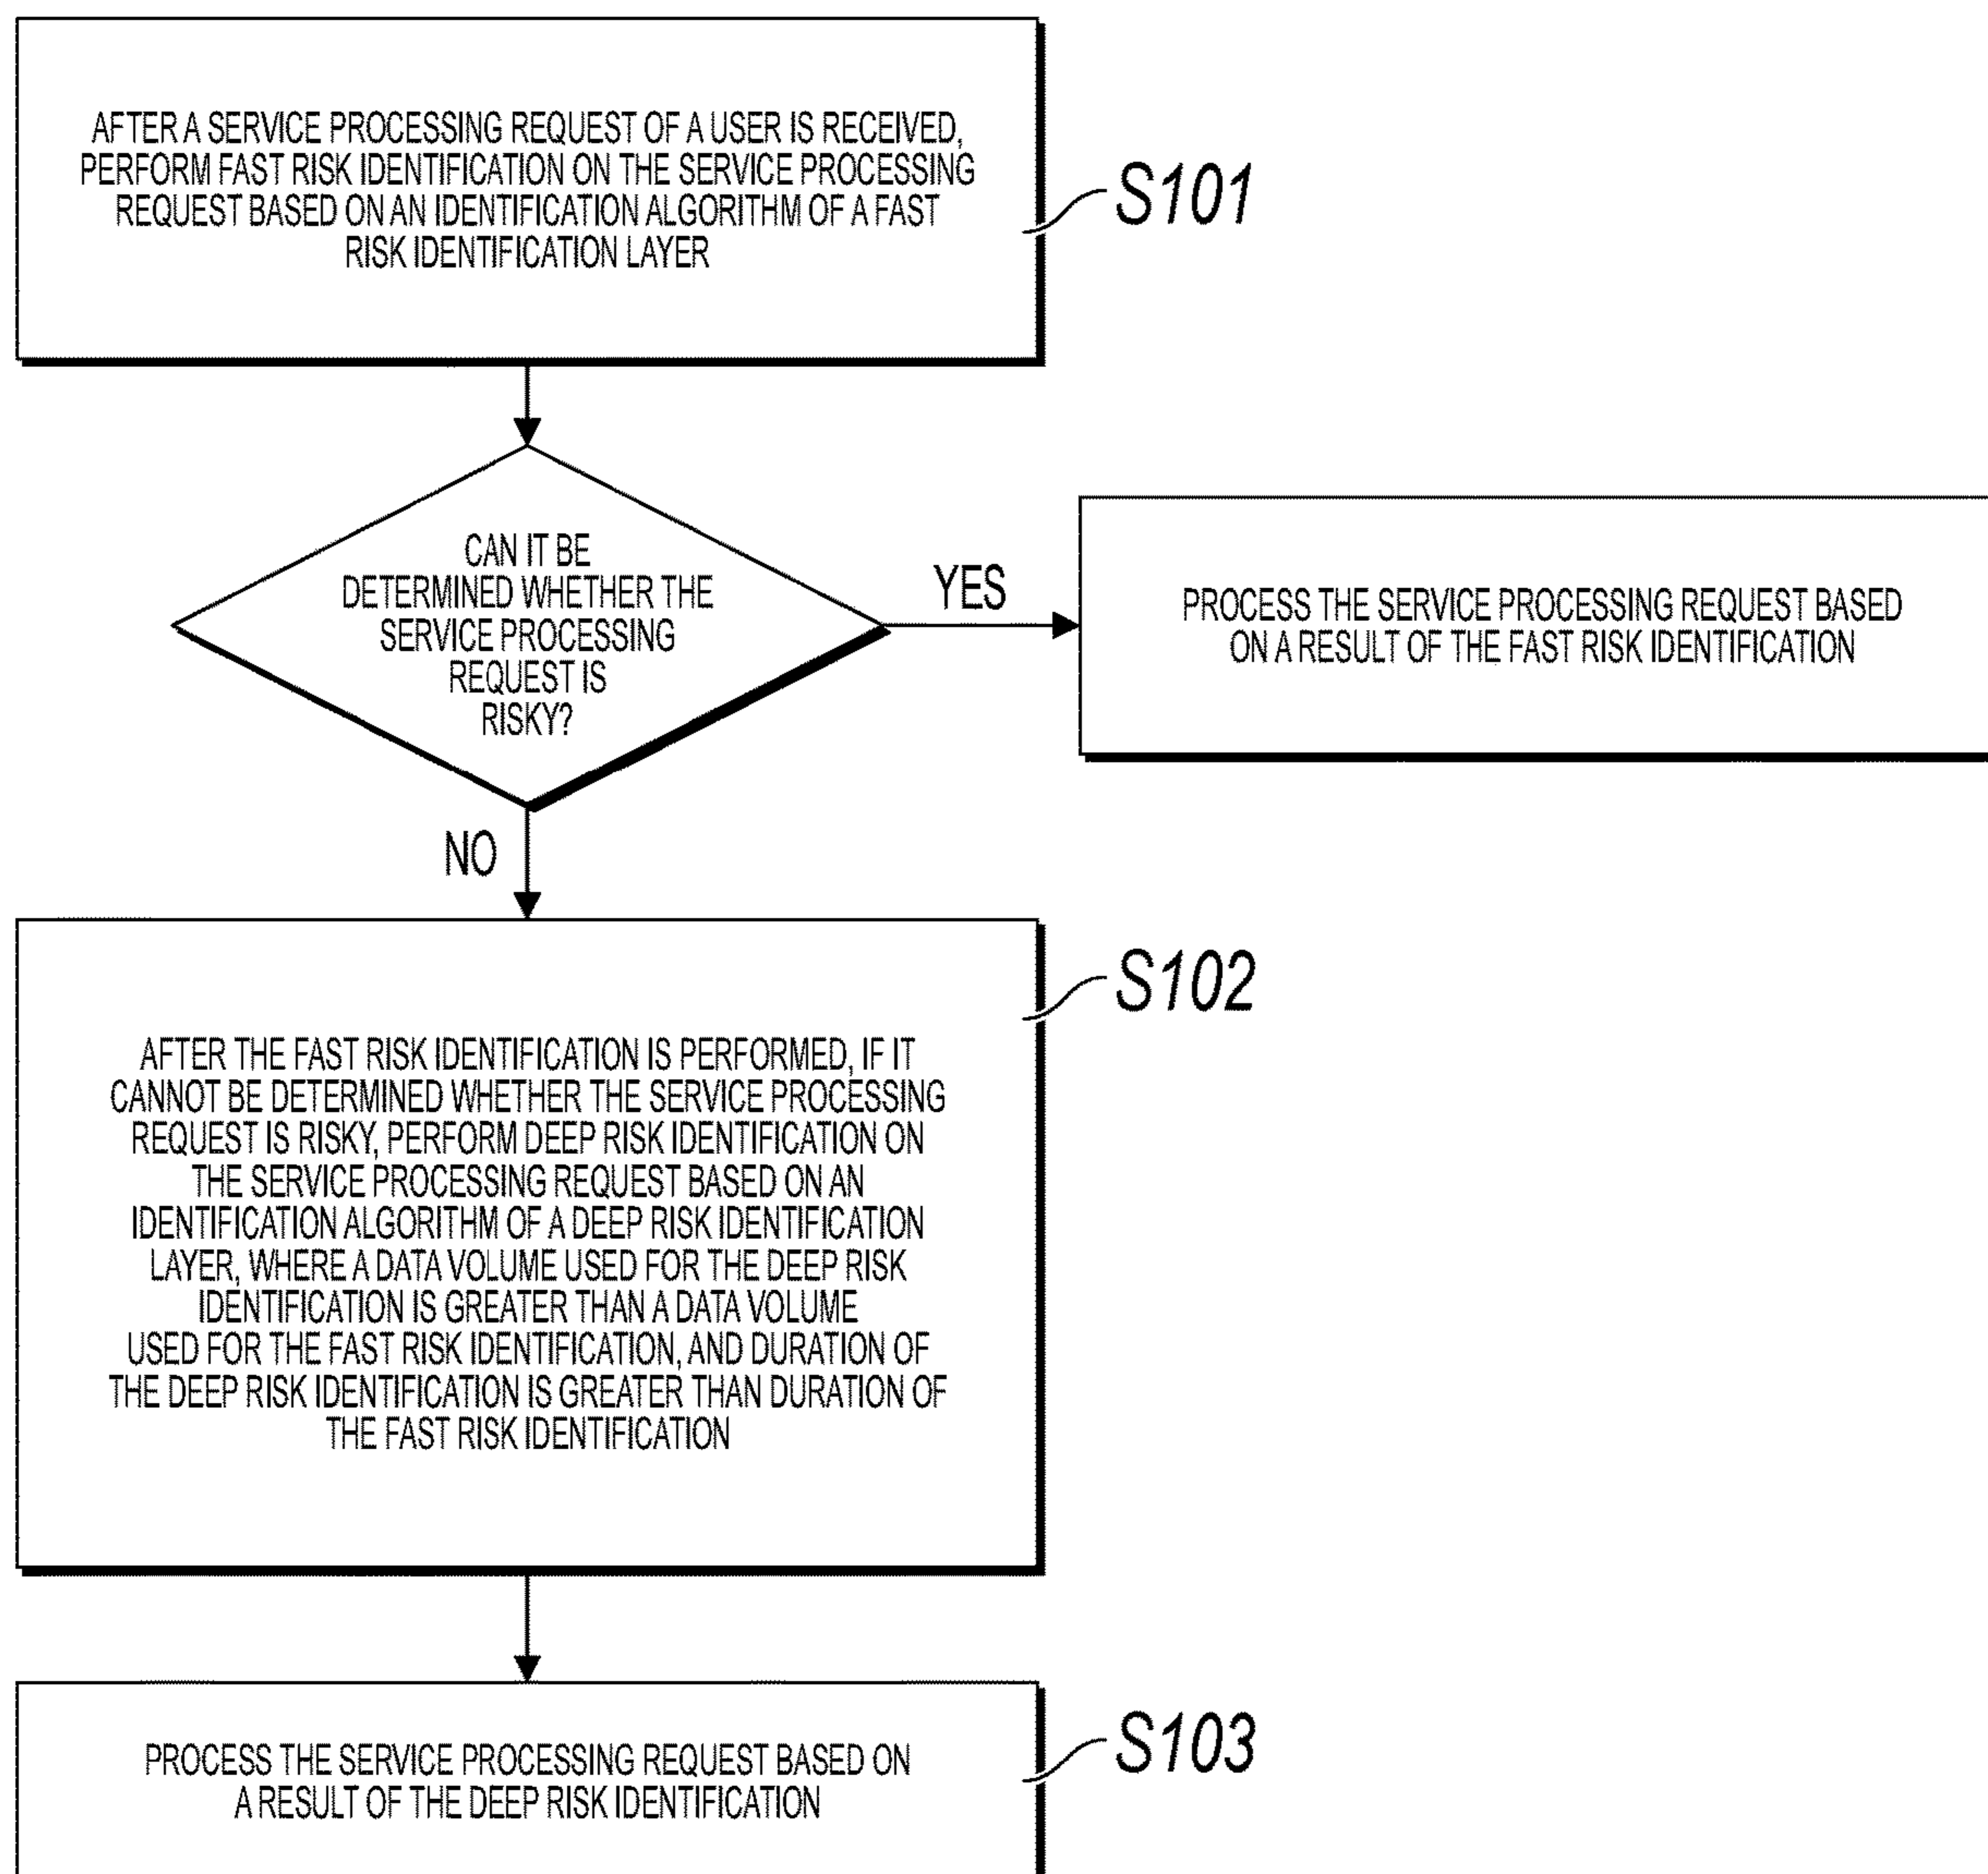 AFTER A SERVICE PROCESSING REQUEST OF A USER IS RECEIVED,
PERFORM FAST RISK IDENTIFICATION ON THE SERVICE PROCESSING
REQUEST BASED ON AN IDENTIFICATION ALGORITHM OF A FAST
RISK IDENTIFICATION LAYER
S101
CAN IT BE
DETERMINED WHETHER THE
SERVICE PROCESSING
REQUEST IS
RISKY?
YES
PROCESS THE SERVICE PROCESSING REQUEST BASED
ON A RESULT OF THE FAST RISK IDENTIFICATION
NO
S102
AFTER THE FAST RISK IDENTIFICATION IS PERFORMED, IF IT
CANNOT BE DETERMINED WHETHER THE SERVICE PROCESSING
REQUEST IS RISKY, PERFORM DEEP RISK IDENTIFICATION ON
THE SERVICE PROCESSING REQUEST BASED ON AN
IDENTIFICATION ALGORITHM OF A DEEP RISK IDENTIFICATION
LAYER, WHERE A DATA VOLUME USED FOR THE DEEP RISK
IDENTIFICATION IS GREATER THAN A DATA VOLUME
USED FOR THE FAST RISK IDENTIFICATION, AND DURATION OF
THE DEEP RISK IDENTIFICATION IS GREATER THAN DURATION OF
THE FAST RISK IDENTIFICATION
S103
PROCESS THE SERVICE PROCESSING REQUEST BASED ON
A RESULT OF THE DEEP RISK IDENTIFICATION